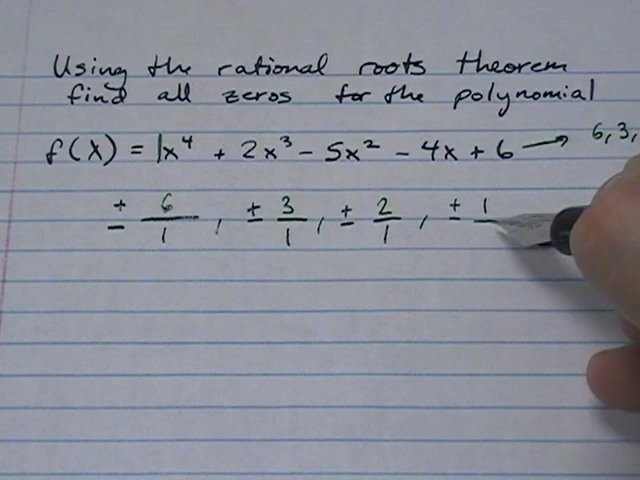 Using the rational roots theorem
find all zeros for the polynomial
f(x) = 1x⁴ + 2x³ - 5x² - 4x + 6 → 6, 3,
± 6/1, ± 3/1, ± 2/1, ± 1/